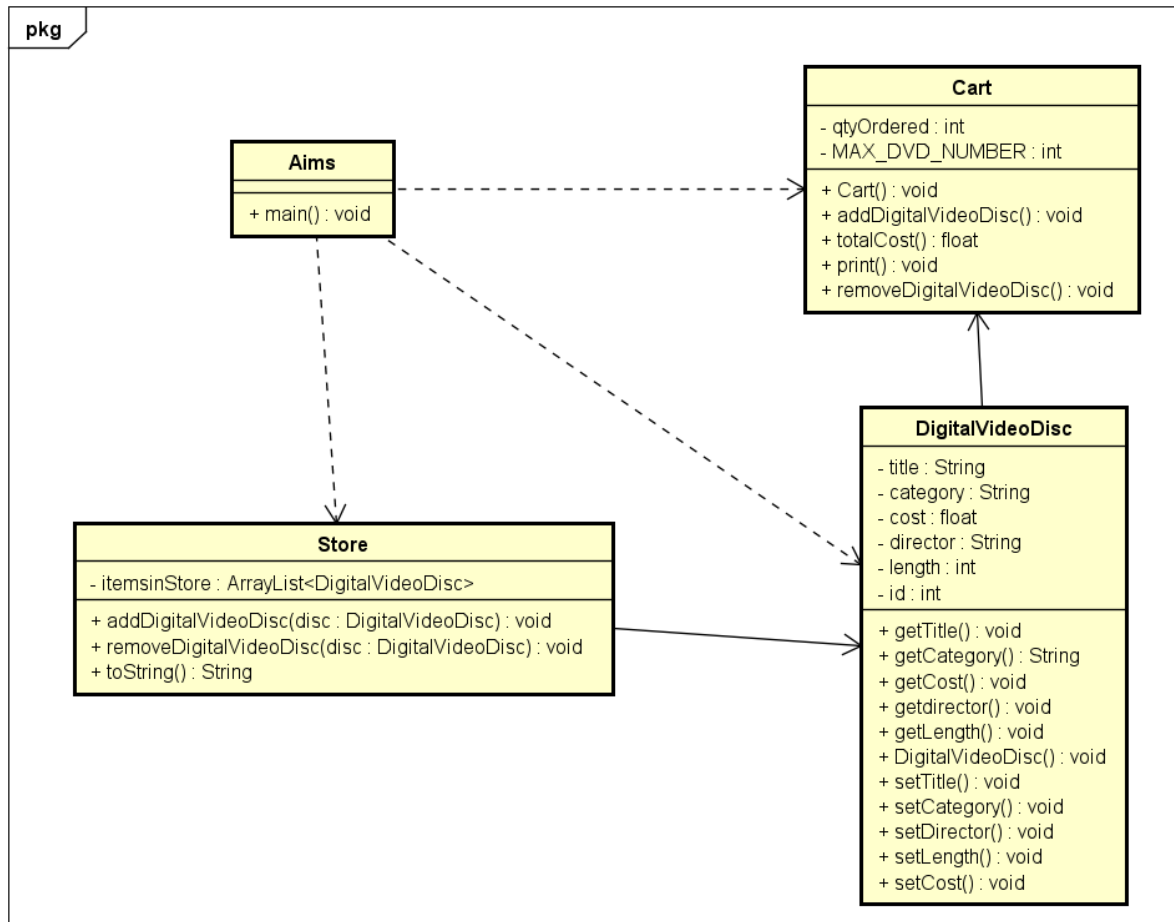 pkg
Aims
+ main() : void
Cart
- qtyOrdered : int
- MAX_DVD_NUMBER : int
+ Cart() : void
+ addDigitalVideoDisc() : void
+ totalCost() : float
+ print() : void
+ removeDigitalVideoDisc() : void
Store
- itemsinStore : ArrayList<DigitalVideoDisc>
+ addDigitalVideoDisc(disc : DigitalVideoDisc) : void
+ removeDigitalVideoDisc(disc : DigitalVideoDisc) : void
+ toString() : String
DigitalVideoDisc
- title : String
- category : String
- cost : float
- director : String
- length : int
- id : int
+ getTitle() : void
+ getCategory() : String
+ getCost() : void
+ getdirector() : void
+ getLength() : void
+ DigitalVideoDisc() : void
+ setTitle() : void
+ setCategory() : void
+ setDirector() : void
+ setLength() : void
+ setCost() : void